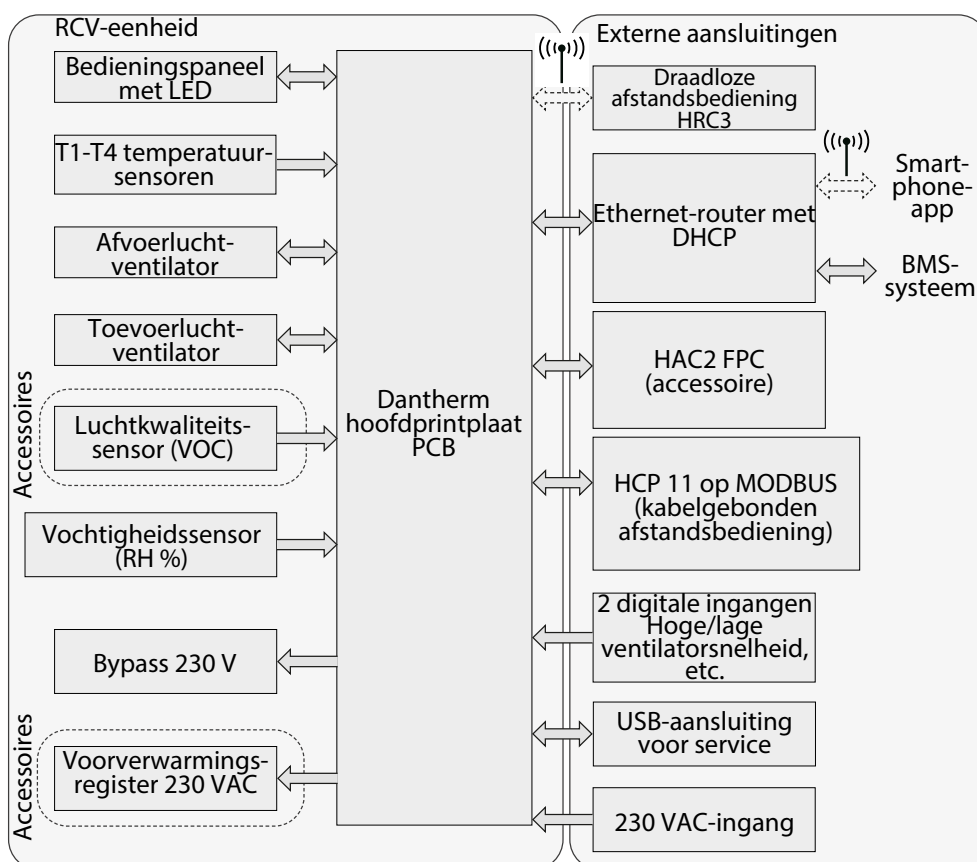 RCV-eenheid
Bedieningspaneel
met LED
T1-T4 temperatuur-
sensoren
Afvoerlucht-
ventilator
Toevoerlucht-
ventilator
Accessoires
Luchtkwaliteits-
sensor (VOC)
Vochtigheidssensor
(RH %)
Bypass 230 V
Accessoires
Voorverwarmings-
register 230 VAC
Dantherm
hoofdprintplaat
PCB
Externe aansluitingen
Draadloze
afstandsbediening
HRC3
Ethernet-router met
DHCP
Smart-
phone-
app
BMS-
systeem
HAC2 FPC
(accessoire)
HCP 11 op MODBUS
(kabelgebonden
afstandsbediening)
2 digitale ingangen
Hoge/lage
ventilatorsnelheid,
etc.
USB-aansluiting
voor service
230 VAC-ingang